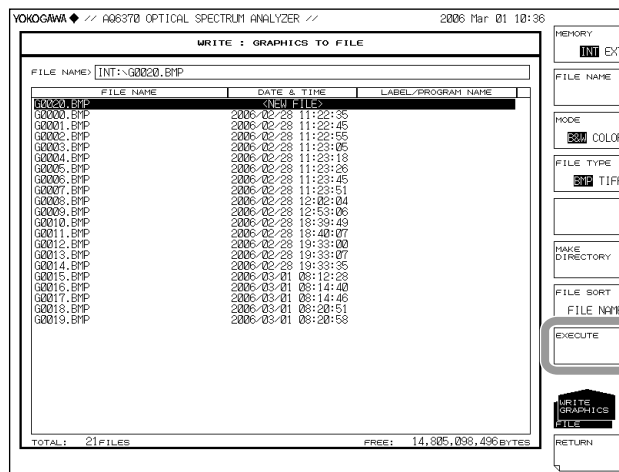 YOKOGAWA ◆ // AQ6370 OPTICAL SPECTRUM ANALYZER // 2006 Mar 01 10:36
WRITE : GRAPHICS TO FILE
FILE NAME> INT:\G0020.BMP
FILE NAME DATE & TIME LABEL/PROGRAM NAME
G0020.BMP <NEW FILE>
G0000.BMP 2006/02/28 11:22:35
G0001.BMP 2006/02/28 11:22:45
G0002.BMP 2006/02/28 11:22:55
G0003.BMP 2006/02/28 11:23:05
G0004.BMP 2006/02/28 11:23:18
G0005.BMP 2006/02/28 11:23:26
G0006.BMP 2006/02/28 11:23:45
G0007.BMP 2006/02/28 11:23:51
G0008.BMP 2006/02/28 12:02:04
G0009.BMP 2006/02/28 12:53:06
G0010.BMP 2006/02/28 18:39:49
G0011.BMP 2006/02/28 18:40:07
G0012.BMP 2006/02/28 19:33:00
G0013.BMP 2006/02/28 19:33:07
G0014.BMP 2006/02/28 19:33:35
G0015.BMP 2006/03/01 08:12:28
G0016.BMP 2006/03/01 08:14:40
G0017.BMP 2006/03/01 08:14:46
G0018.BMP 2006/03/01 08:20:51
G0019.BMP 2006/03/01 08:20:58
TOTAL: 21FILES FREE: 14,805,098,496BYTES
MEMORY
INT EXT
FILE NAME
MODE
B&W COLOR
FILE TYPE
BMP TIFF
MAKE
DIRECTORY
FILE SORT
FILE NAME
EXECUTE
WRITE
GRAPHICS
FILE
RETURN